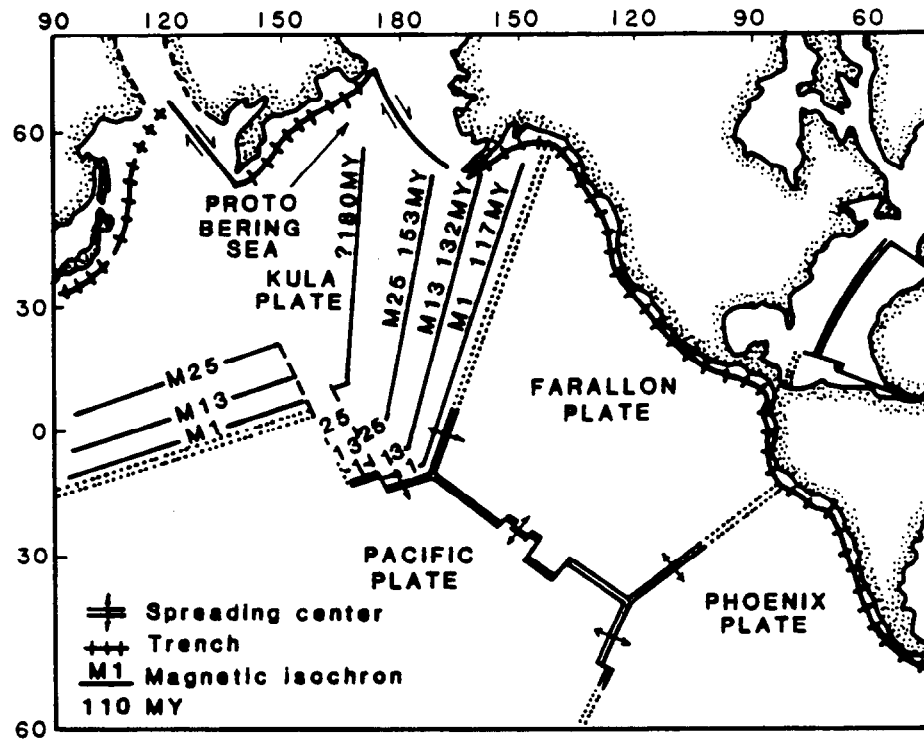 90 120 150 180 150 120 90 60
60
30
0
30
60
PROTO
BERING
SEA
KULA
PLATE
?180MY
M25 153MY
M13 132MY
M1 117MY
M25
M13
M1
25
13
1
25
13
1
FARALLON
PLATE
PACIFIC
PLATE
PHOENIX
PLATE
Spreading center
Trench
M1 Magnetic isochron
110 MY